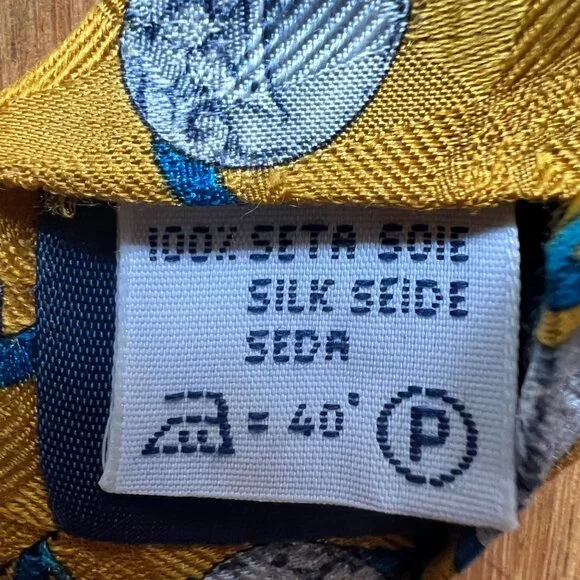 100% SETA SOIE
SILK SEIDE
SEDA
= 40°
P